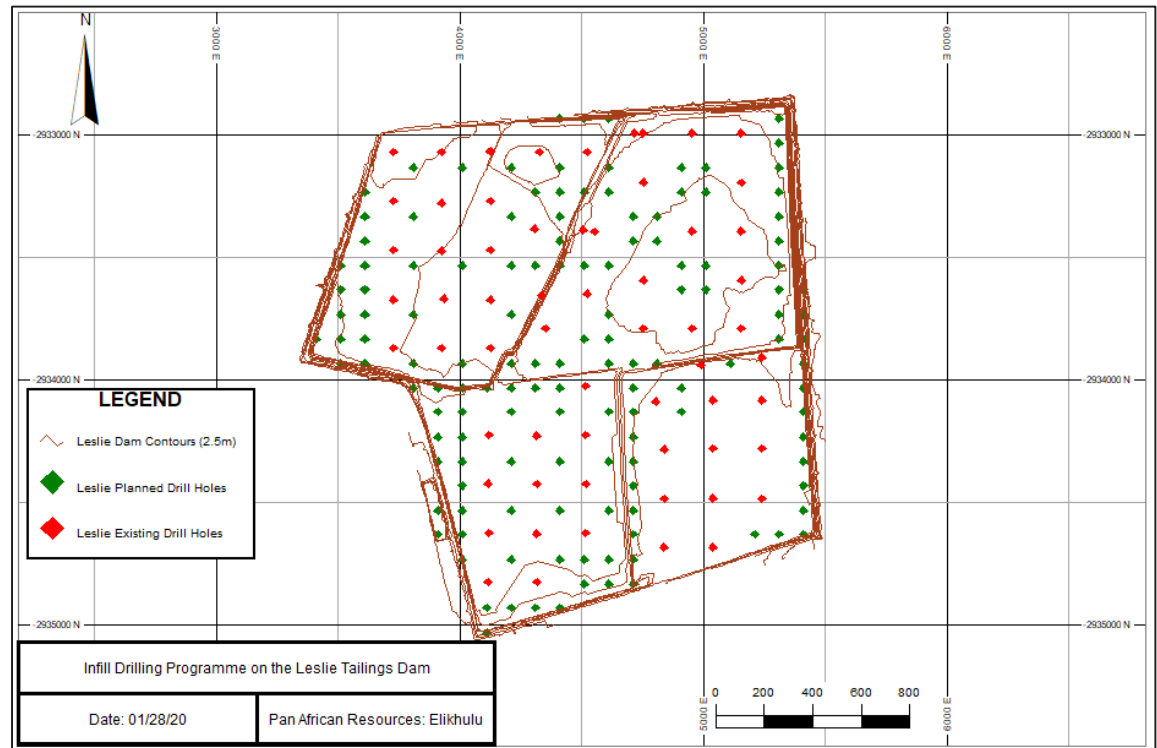 N
3000 E
4000 E
5000 E
6000 E
-2933000 N
-2933000 N
-2934000 N
-2934000 N
LEGEND
Leslie Dam Contours (2.5m)
Leslie Planned Drill Holes
Leslie Existing Drill Holes
-2935000 N
-2935000 N
Infill Drilling Programme on the Leslie Tailings Dam
Date: 01/28/20
Pan African Resources: Elikhulu
0 200 400 600 800
5000 E
6000 E